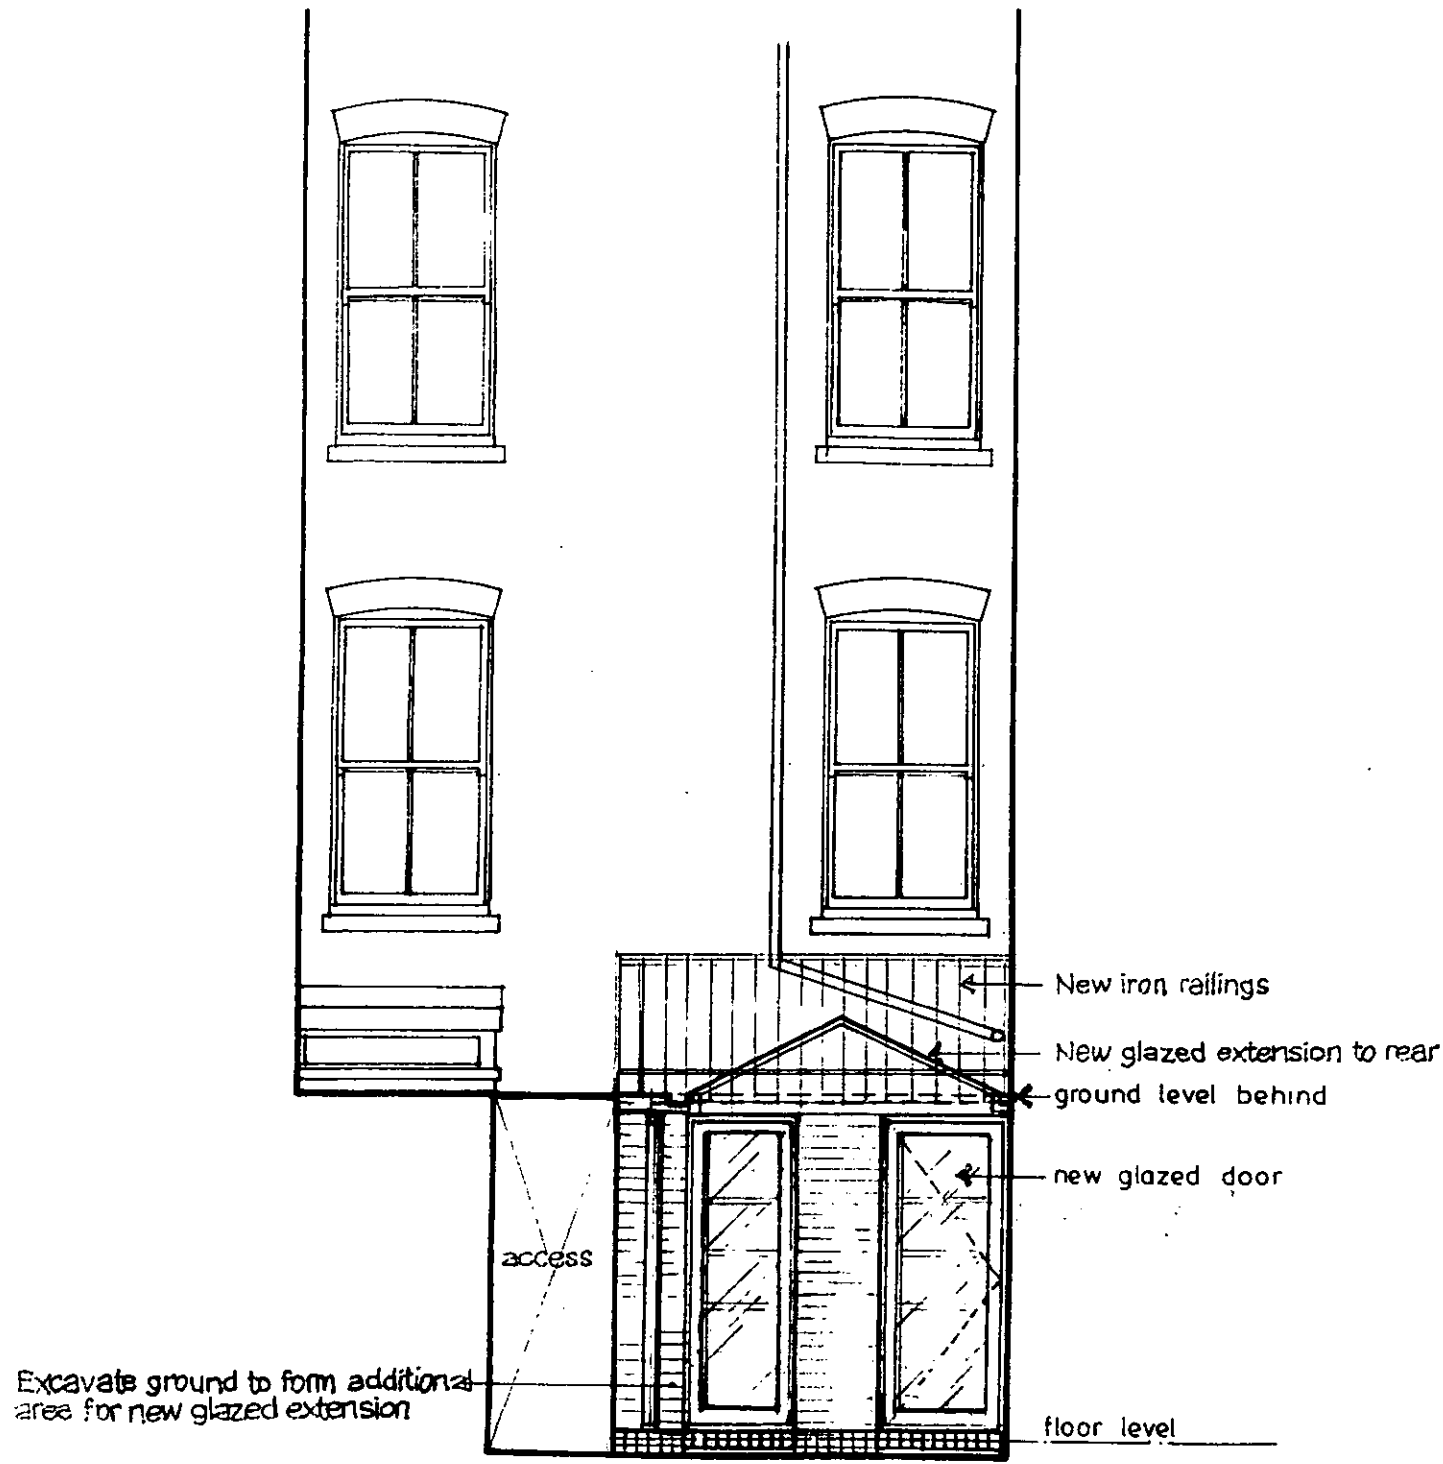 New iron railings
New glazed extension to rear
ground level behind
new glazed door
access
Excavate ground to form additional
area for new glazed extension
floor level